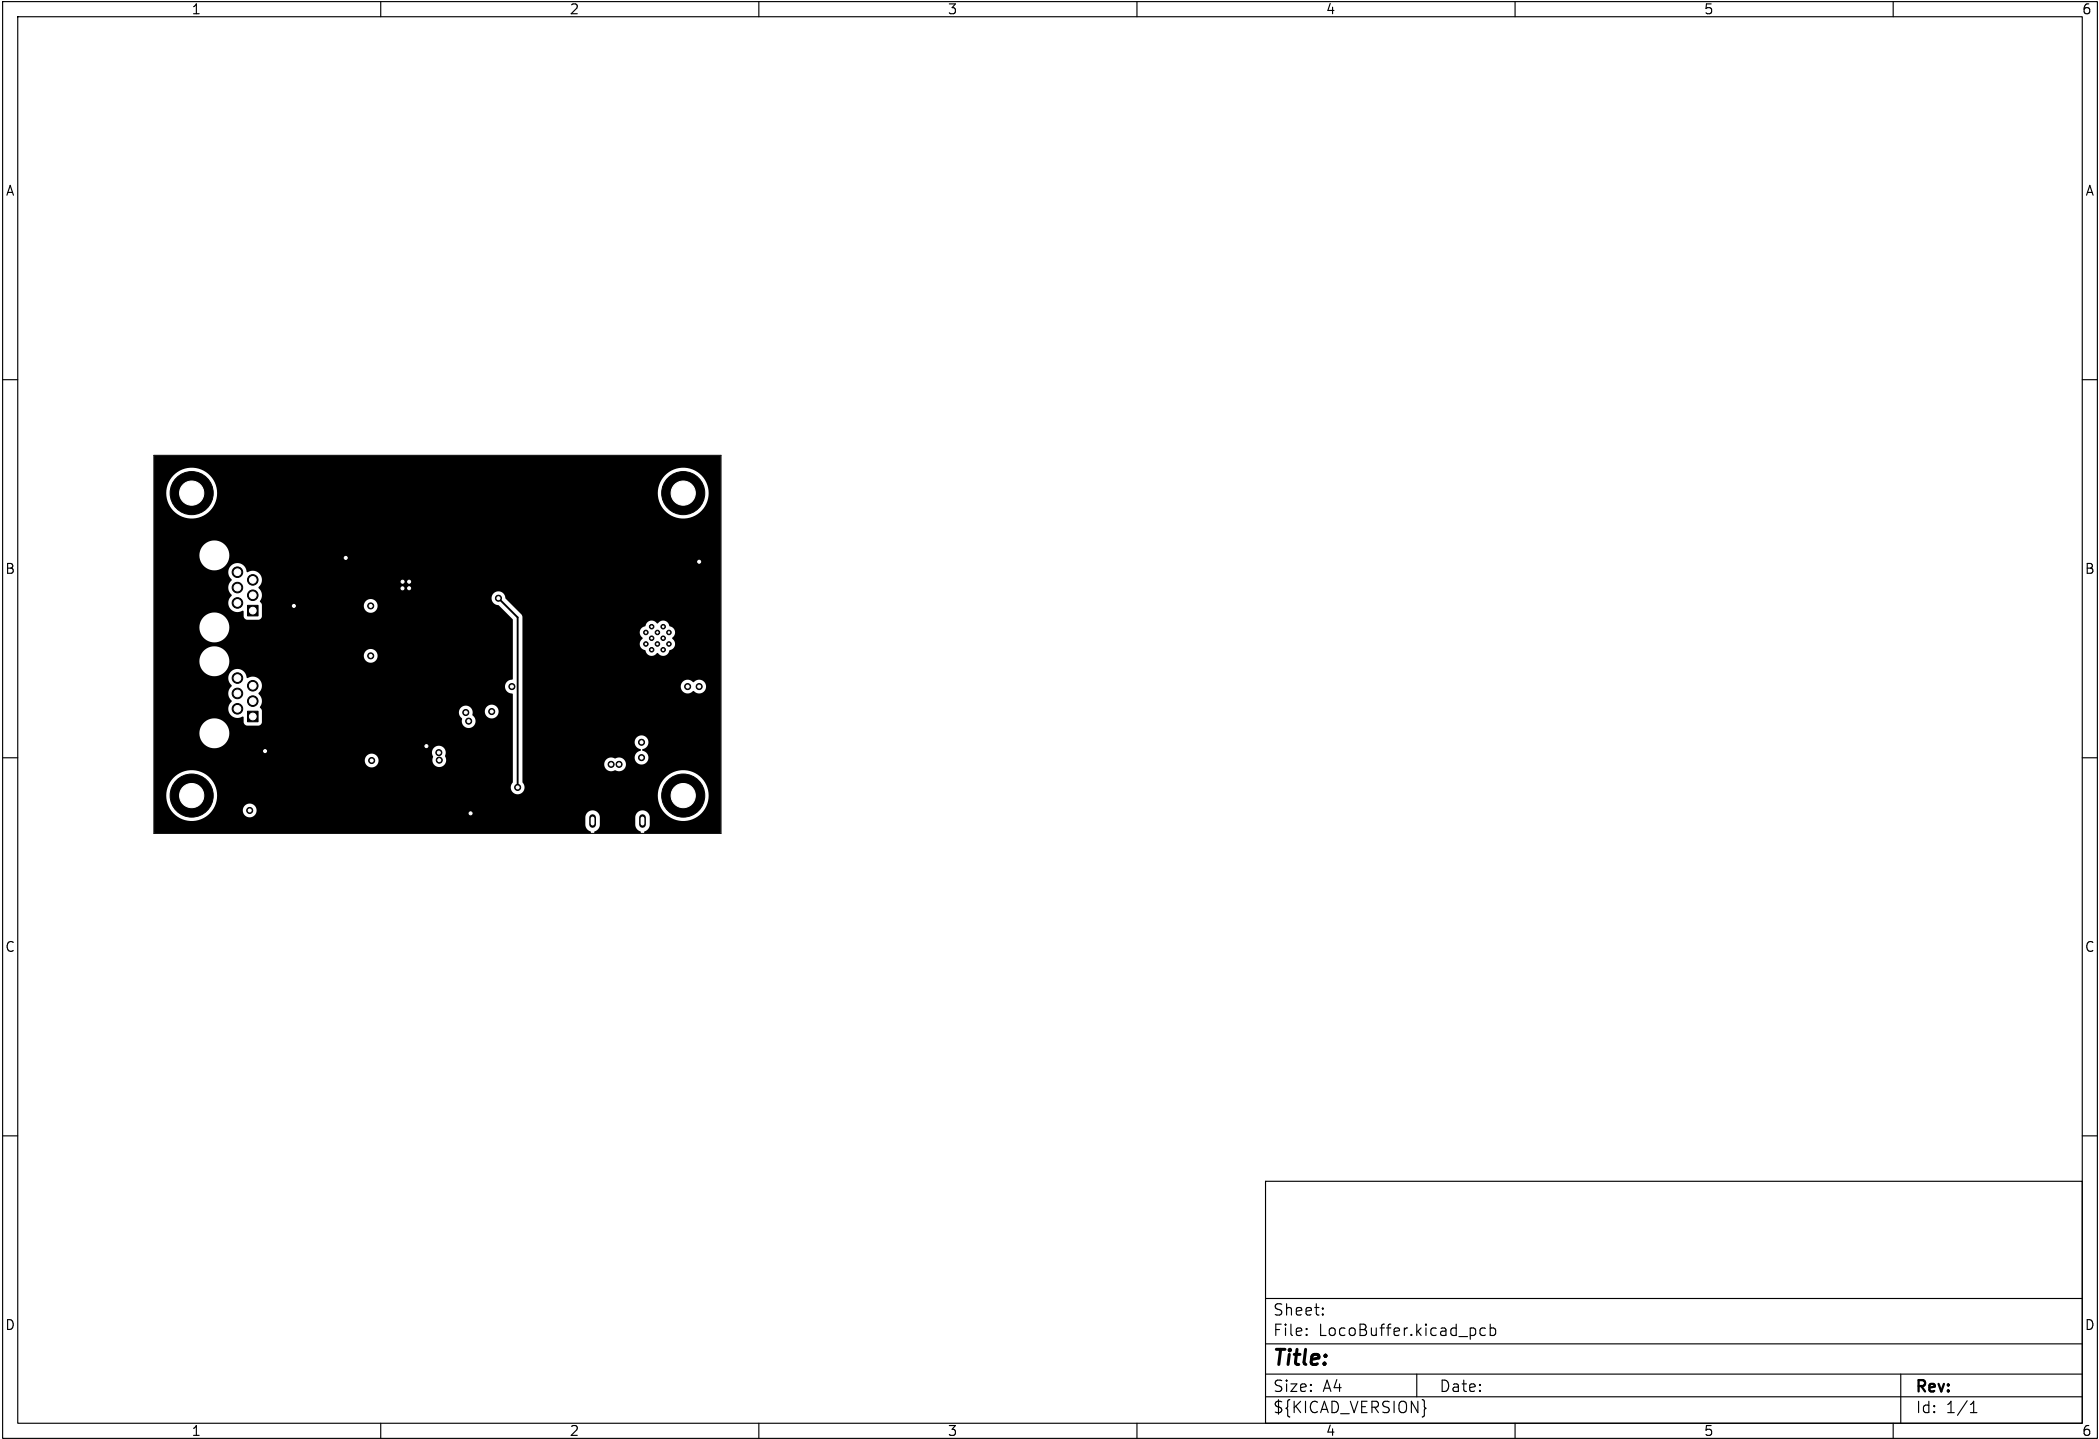 1 2 3 4 5 6
A A
B B
C C
Sheet:
File: LocoBuffer.kicad_pcb
D D
Title:
Size: A4 Date: Rev:
${KICAD_VERSION} Id: 1/1
1 2 3 4 5 6